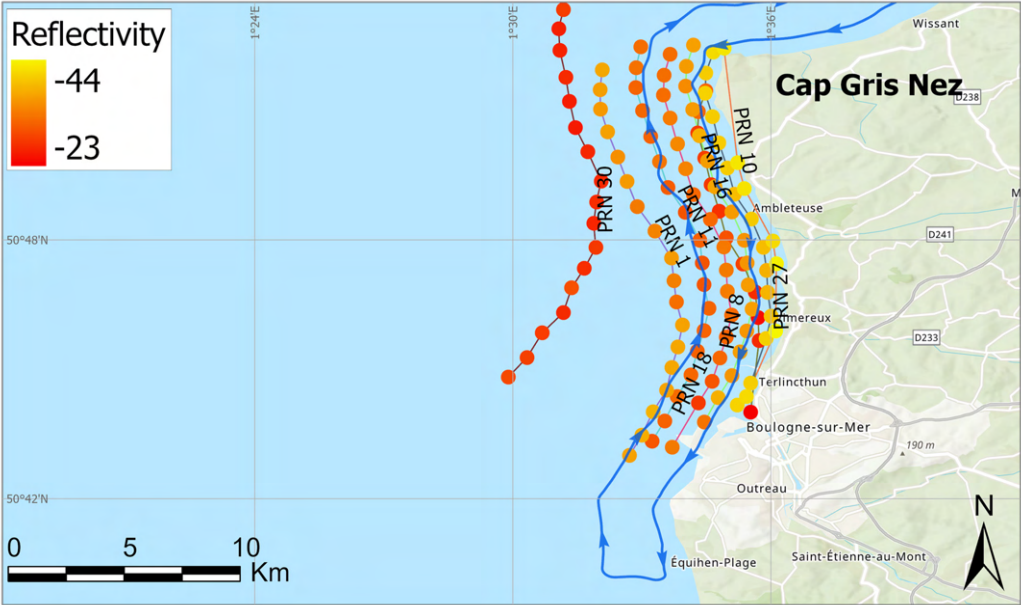 Reflectivity
-44
-23
1°24'E
1°30'E
1°36'E
Wissant
Cap Gris Nez
D238
PRN 10
PRN 16
PRN 30
PRN 11
PRN 1
Ambleteuse
M
50°48'N
D241
PRN 27
PRN 8
imereux
D233
PRN 18
Terlincthun
Boulogne-sur-Mer
190 m
50°42'N
Outreau
N
0 5 10
Km
Équihen-Plage
Saint-Étienne-au-Mont